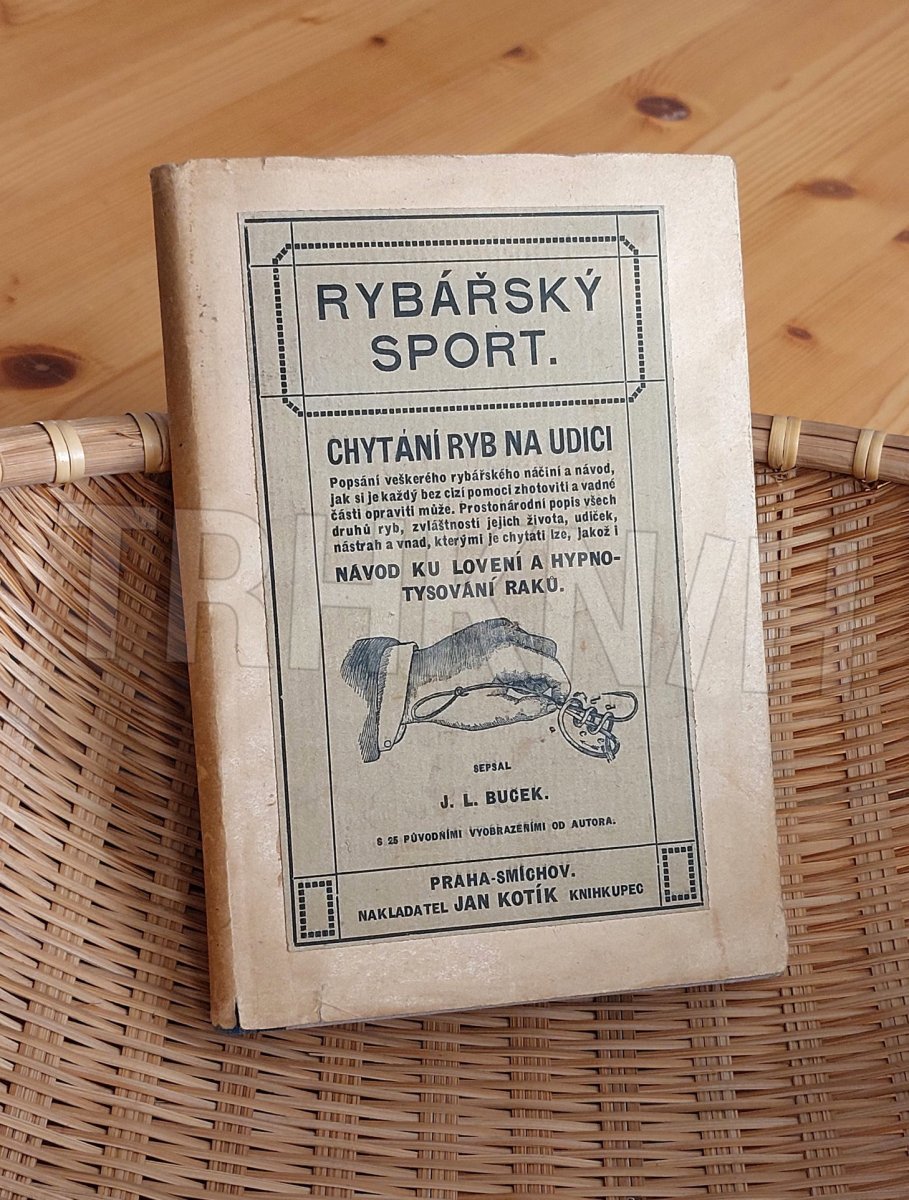 RYBÁŘSKÝ
SPORT.
CHYTÁNÍ RYB NA UDICI
Popsání veškerého rybářského náčiní a návod,
jak si je každý bez cizí pomoci zhotoviti a vadné
části opraviti může. Prostonárodní popis všech
druhů ryb, zvláštností jejich života, udiček,
nástrah a vnad, kterými je chytati lze, jakož i
NÁVOD KU LOVENÍ A HYPNO-
TYSOVÁNÍ RAKŮ.
a
a
SEPSAL
J. L. BUČEK.
S 25 PŮVODNÍMI VYOBRAZENÍMI OD AUTORA.
PRAHA-SMÍCHOV.
NAKLADATEL JAN KOTÍK KNIHKUPEC
TRHKNIH